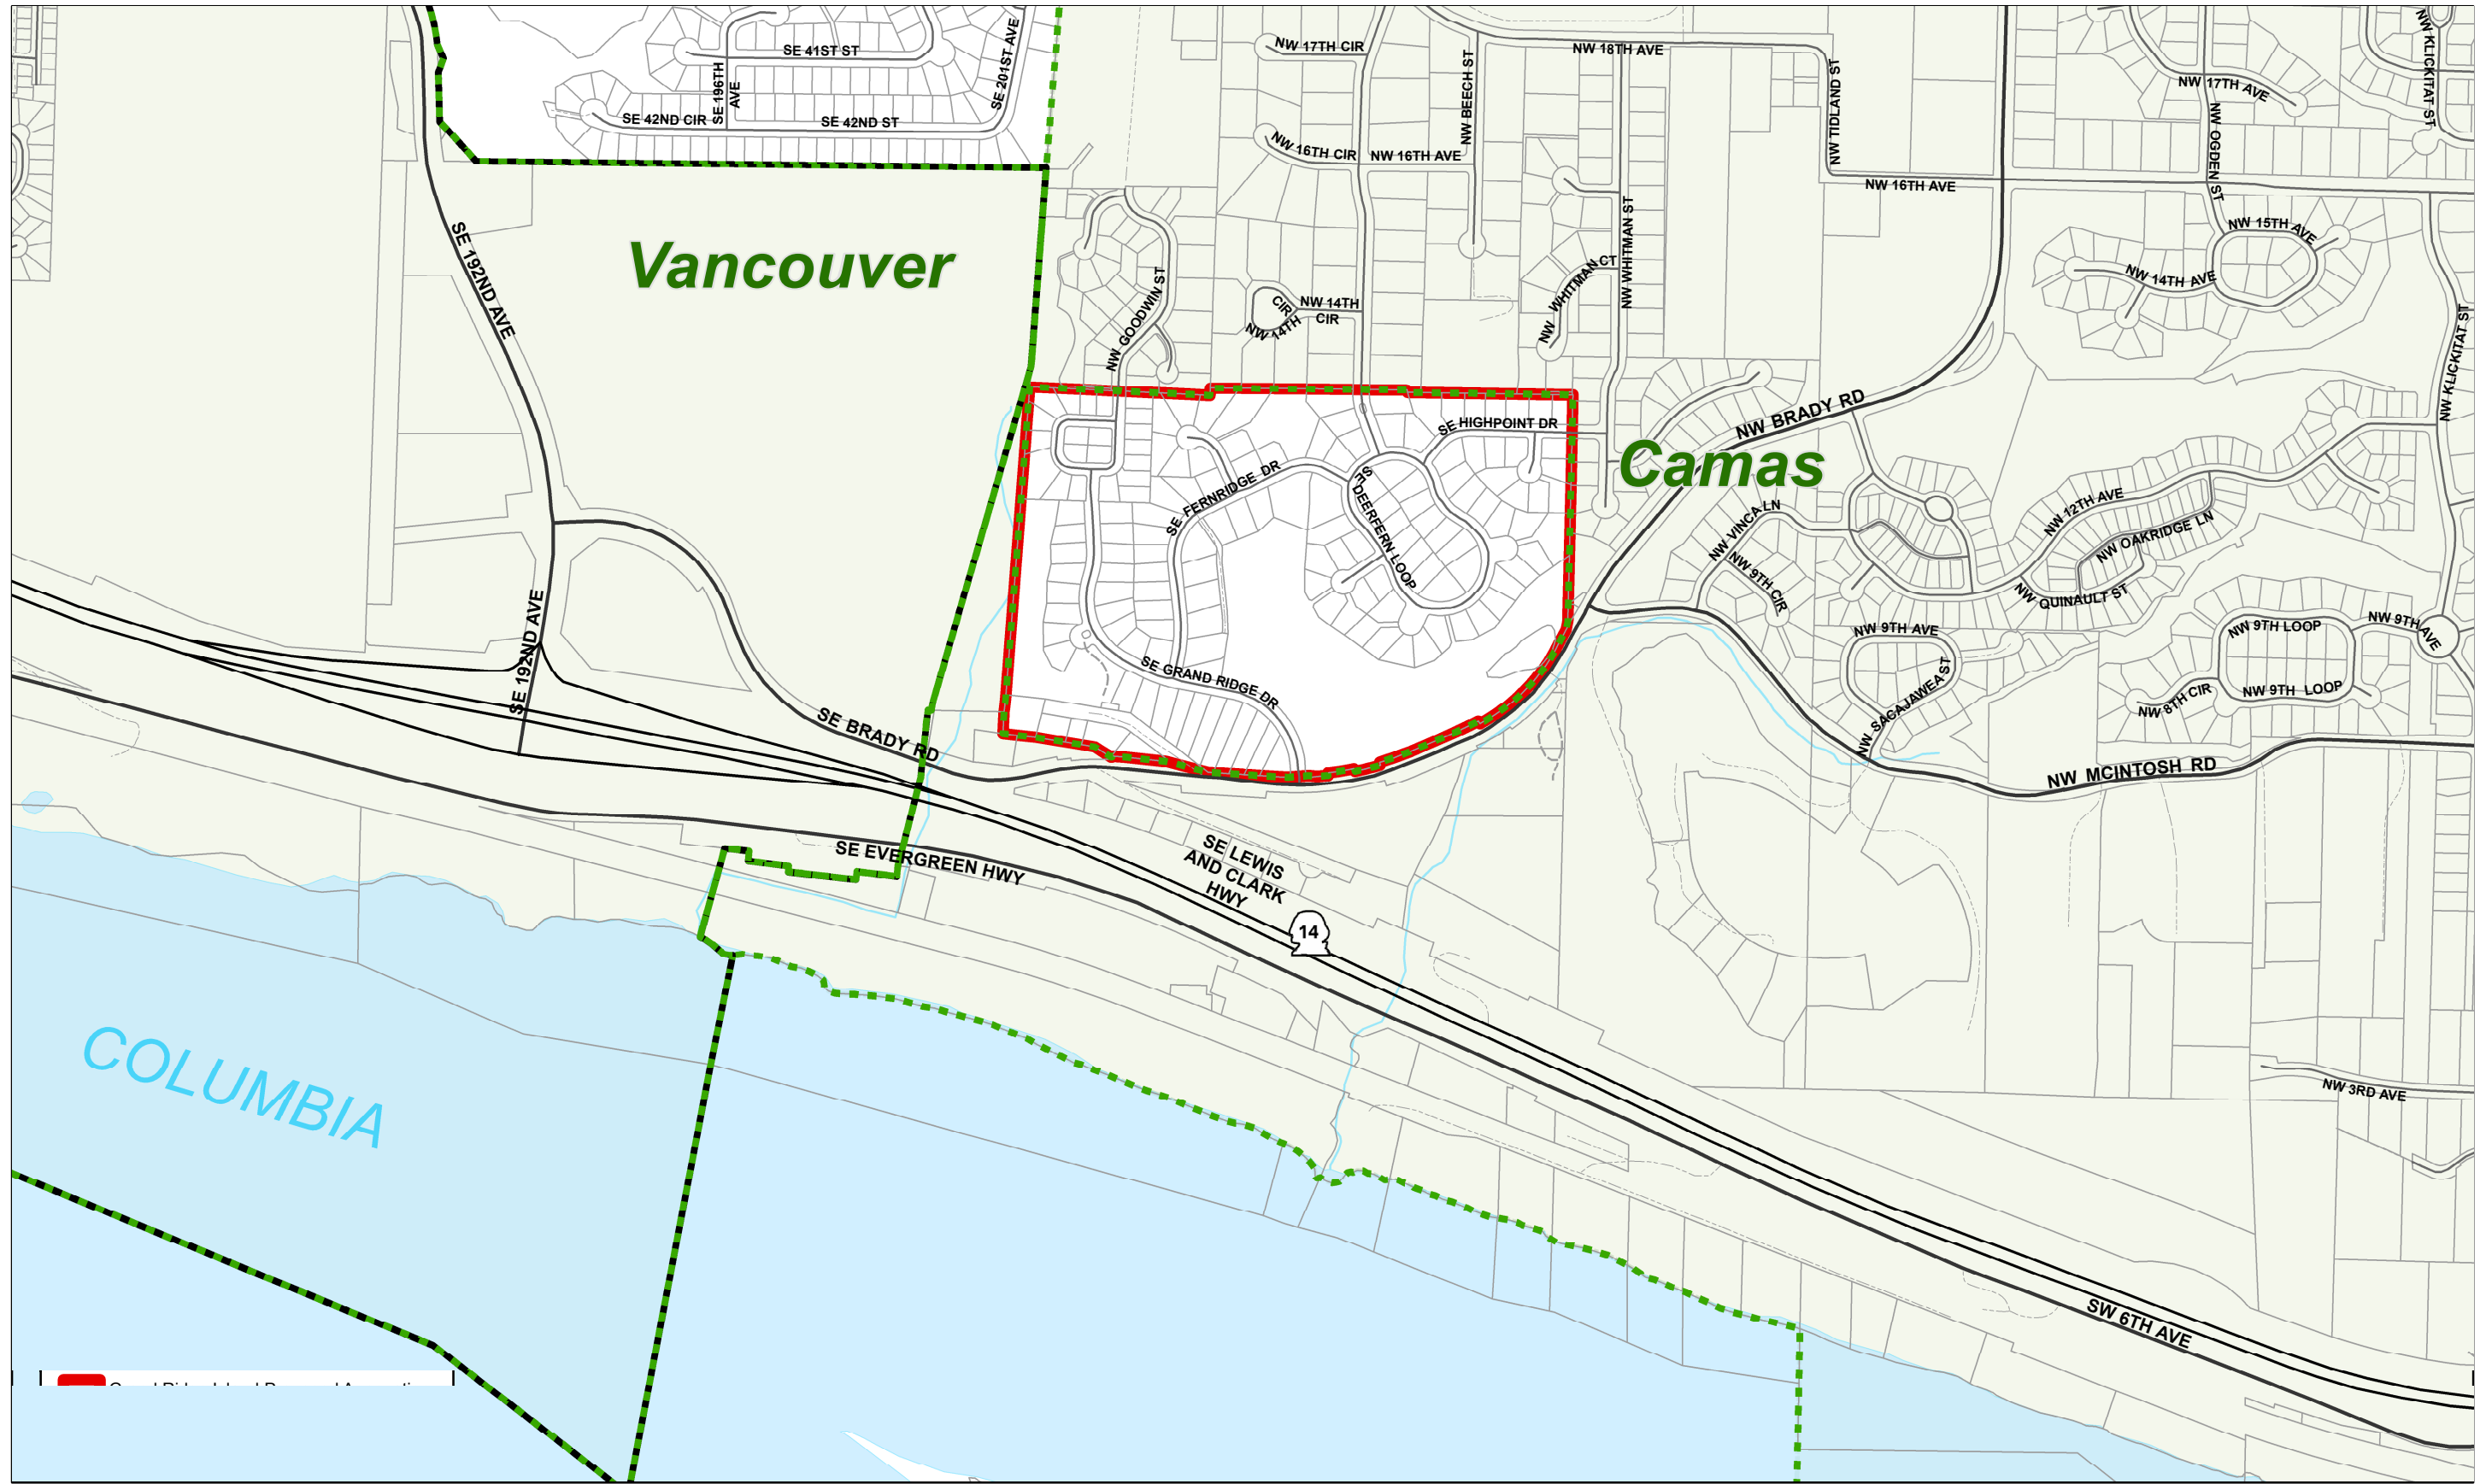 SE 41ST ST
SE 196TH
AVE
SE 201ST AVE
SE 42ND CIR
SE 42ND ST
NW 17TH CIR
NW BEECH ST
NW 18TH AVE
NW TIDLAND ST
NW 17TH AVE
NW KLICKITAT ST
NW OGDEN ST
NW 16TH CIR
NW 16TH AVE
NW 16TH AVE
SE 192ND AVE
Vancouver
NW GOODWIN ST
NW 14TH
CIR
CIR
NW 14TH
NW WHITMAN CT
NW WHITMAN ST
NW 15TH AVE
NW 14TH AVE
NW KLICKITAT ST
NW BRADY RD
Camas
SE HIGHPOINT DR
SE FERNRIDGE DR
SE DEERFERN LOOP
NW VINCA LN
NW 9TH CIR
NW 12TH AVE
NW OAKRIDGE LN
NW QUINAULT ST
SE 192ND AVE
SE BRADY RD
SE GRAND RIDGE DR
NW 9TH AVE
NW SACAJAWEA ST
NW 9TH LOOP
NW 9TH AVE
NW 8TH CIR
NW 9TH LOOP
NW MCINTOSH RD
SE EVERGREEN HWY
SE LEWIS
AND CLARK
HWY
14
COLUMBIA
NW 3RD AVE
SW 6TH AVE